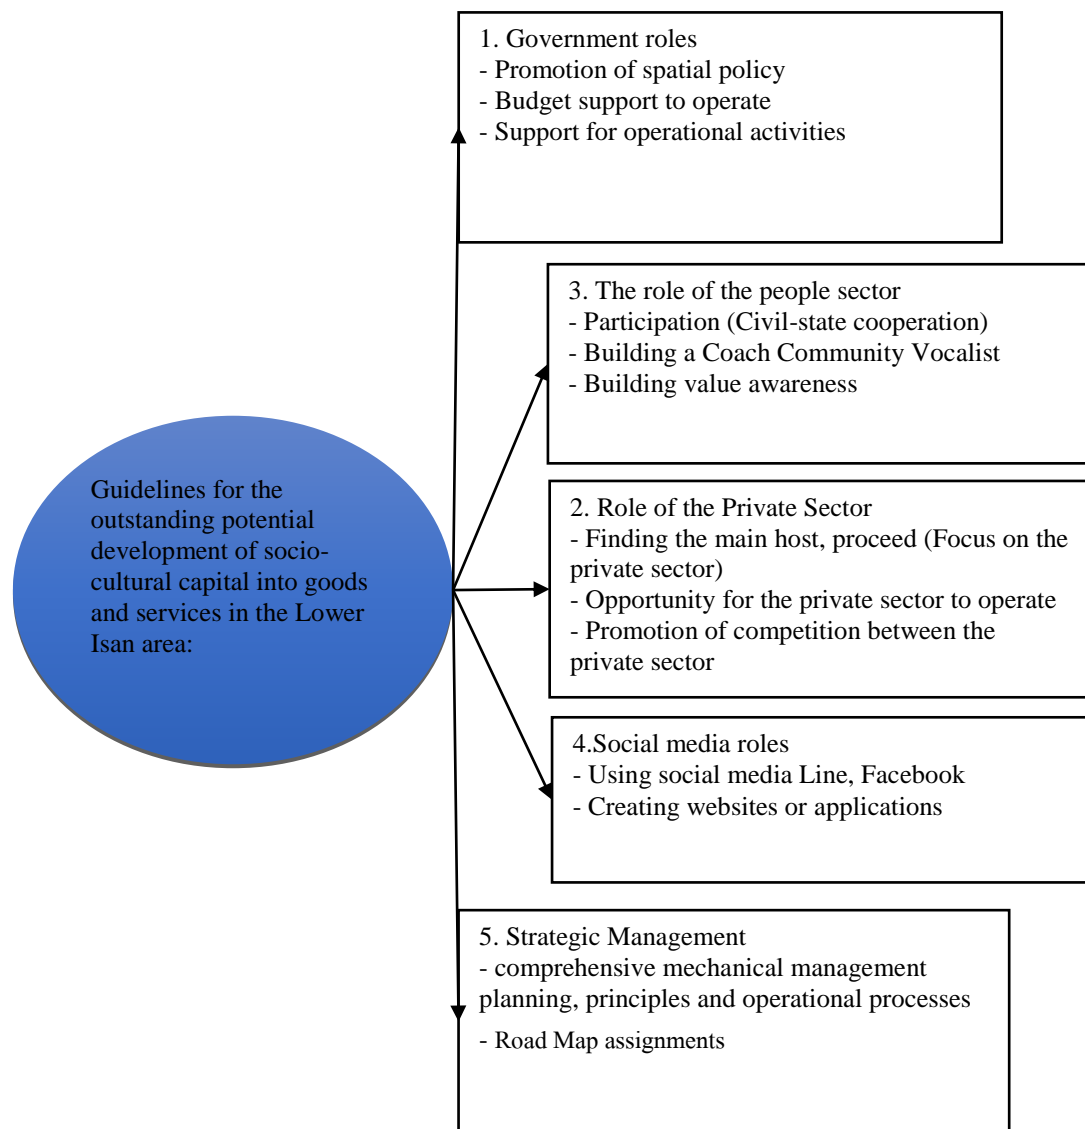 1. Government roles
- Promotion of spatial policy
- Budget support to operate
- Support for operational activities
3. The role of the people sector
- Participation (Civil-state cooperation)
- Building a Coach Community Vocalist
- Building value awareness
Guidelines for the
outstanding potential
development of socio-
cultural capital into goods
and services in the Lower
Isan area:
2. Role of the Private Sector
- Finding the main host, proceed (Focus on the
private sector)
- Opportunity for the private sector to operate
- Promotion of competition between the
private sector
4.Social media roles
- Using social media Line, Facebook
- Creating websites or applications
5. Strategic Management
- comprehensive mechanical management
planning, principles and operational processes
- Road Map assignments